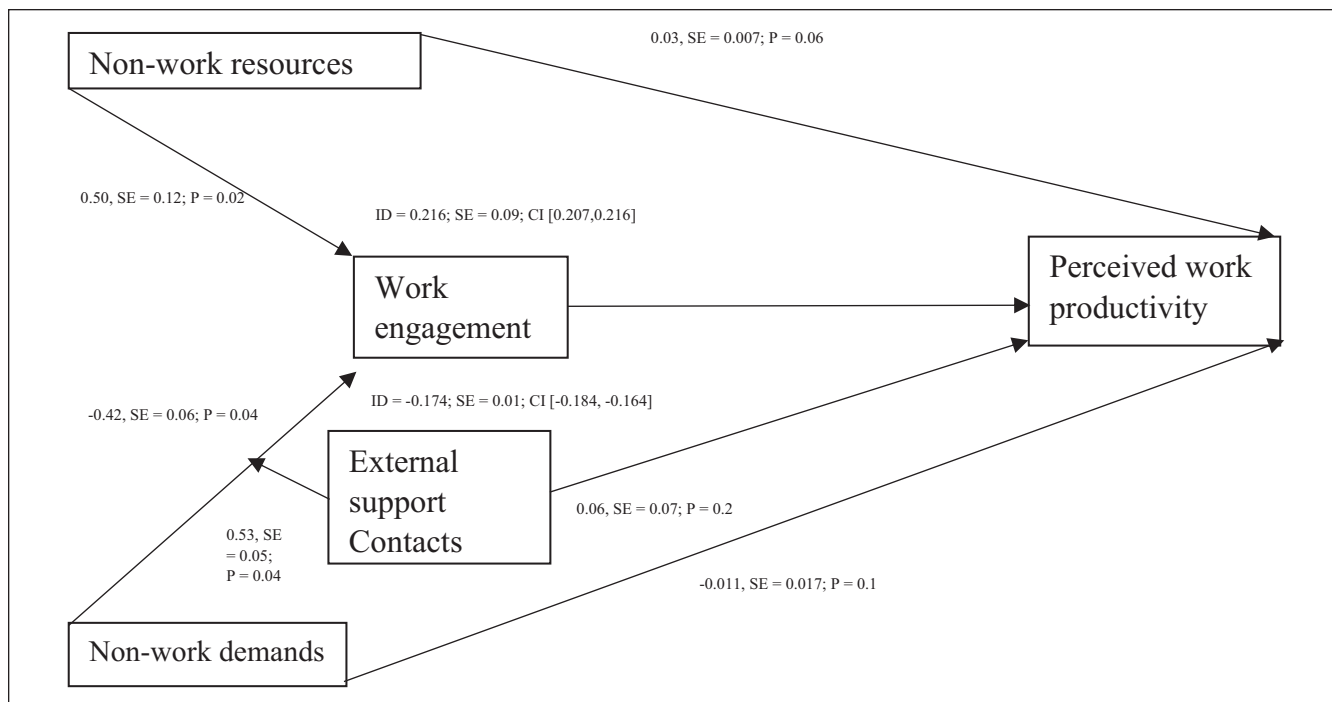 0.03, SE = 0.007; P = 0.06
Non-work resources
0.50, SE = 0.12; P = 0.02
ID = 0.216; SE = 0.09; CI [0.207,0.216]
Work
engagement
Perceived work
productivity
ID = -0.174; SE = 0.01; CI [-0.184, -0.164]
-0.42, SE = 0.06; P = 0.04
External
support
Contacts
0.06, SE = 0.07; P = 0.2
0.53, SE
= 0.05;
P = 0.04
-0.011, SE = 0.017; P = 0.1
Non-work demands